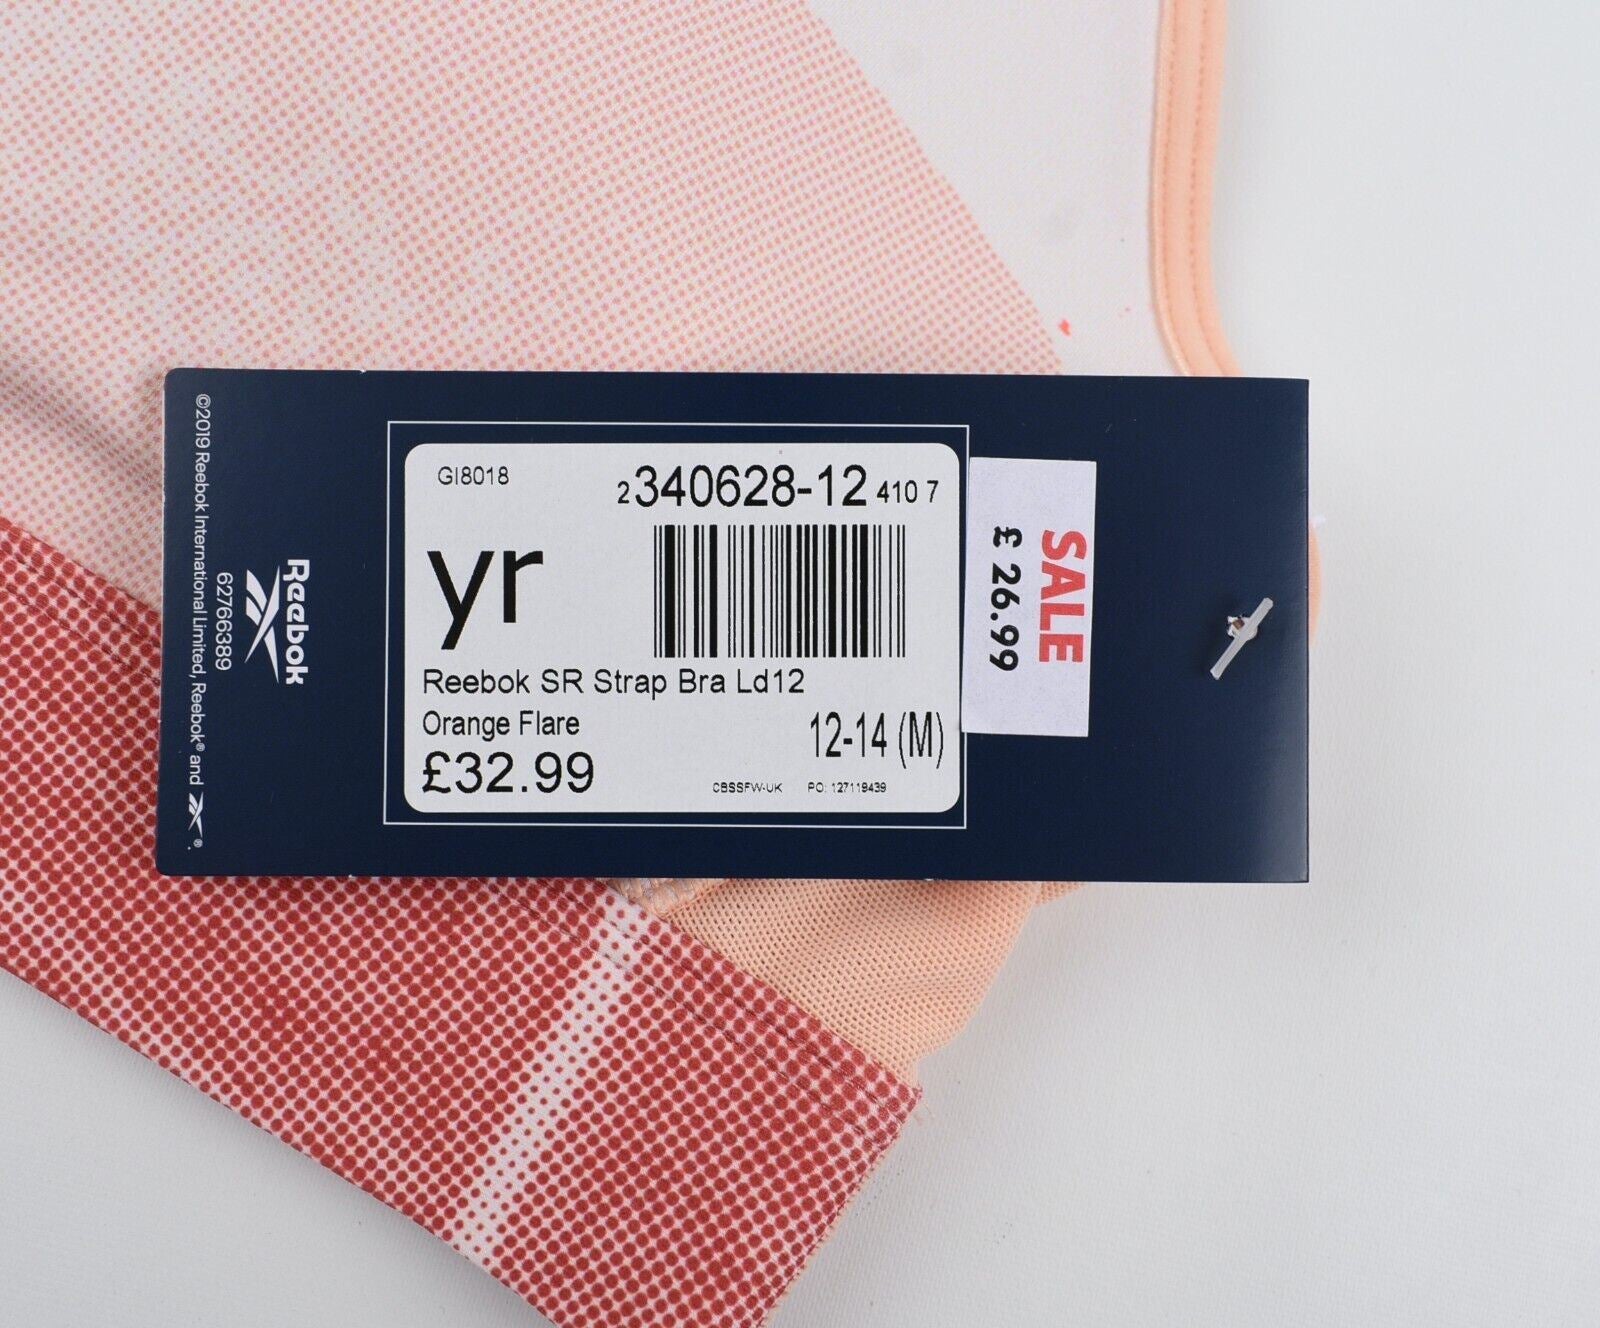 ©2019 Reebok International Limited, Reebok® and ®.
62766389
Reebok
GI8018
2340628-12 410 7
yr
Reebok SR Strap Bra Ld12
Orange Flare
12-14 (M)
£32.99
CBSSFW-UK PO: 127119439
SALE
£ 26.99